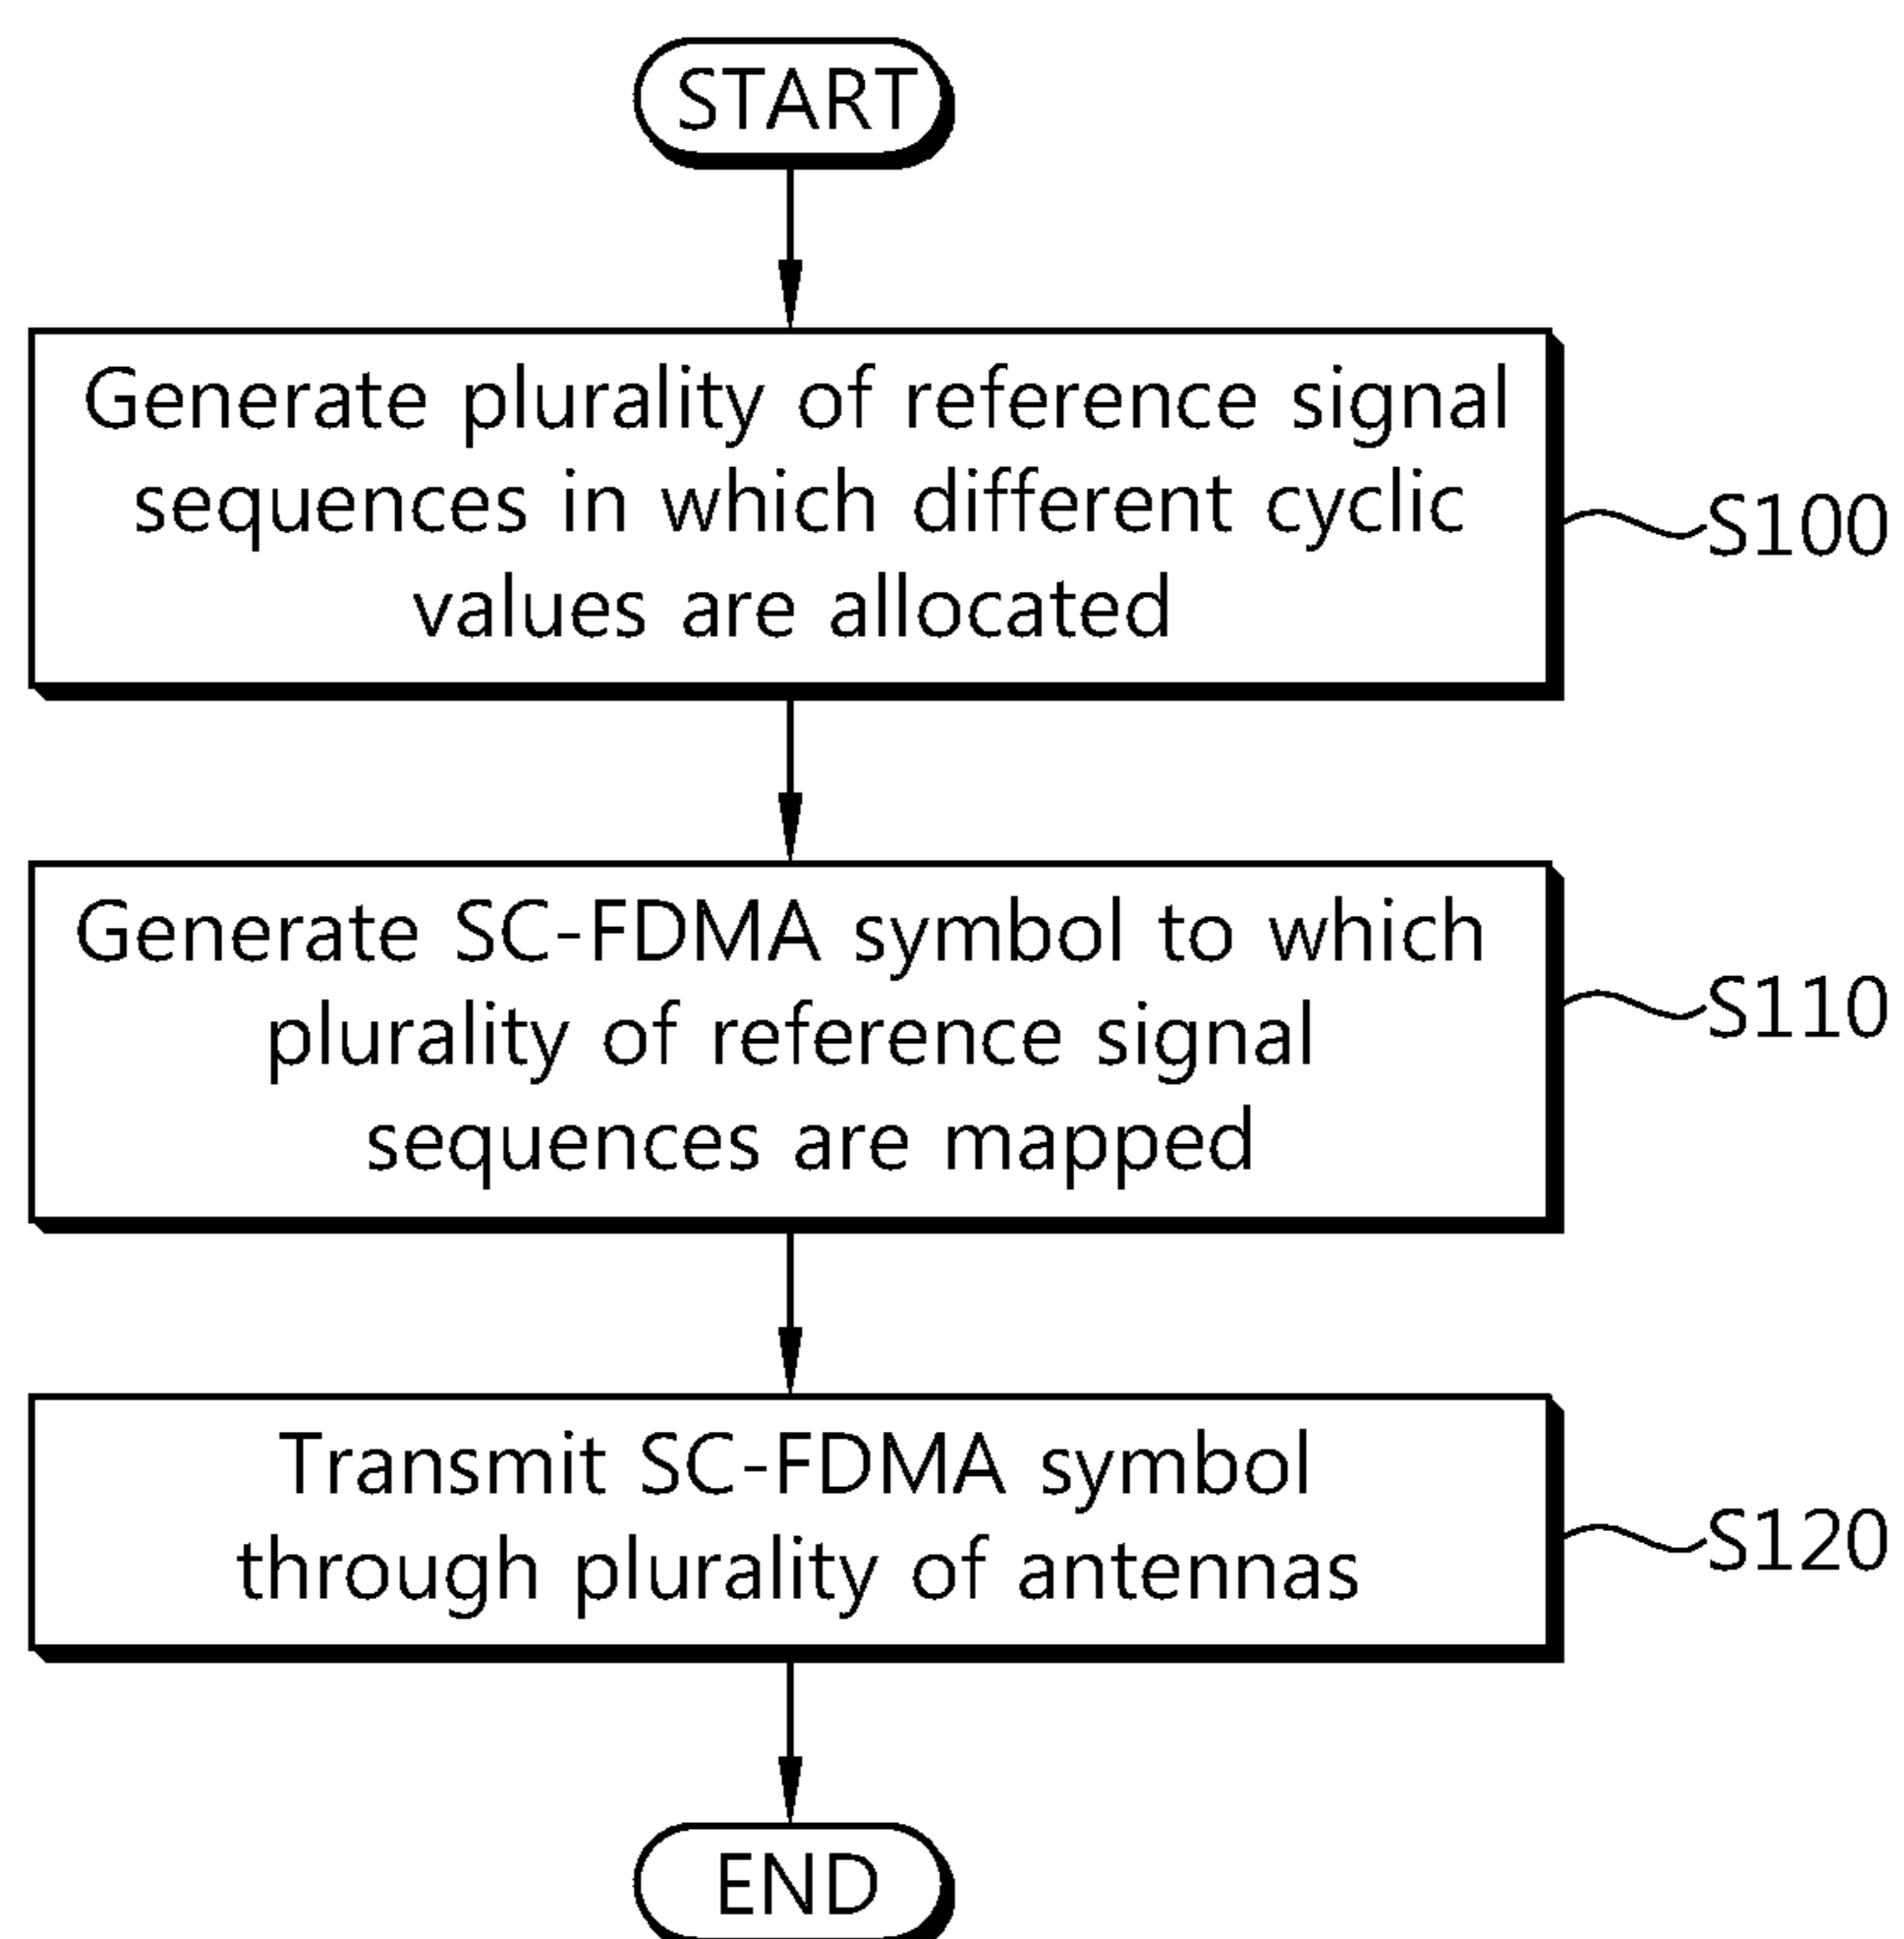 START
Generate plurality of reference signal
sequences in which different cyclic
values are allocated
S100
Generate SC-FDMA symbol to which
plurality of reference signal
sequences are mapped
S110
Transmit SC-FDMA symbol
through plurality of antennas
S120
END